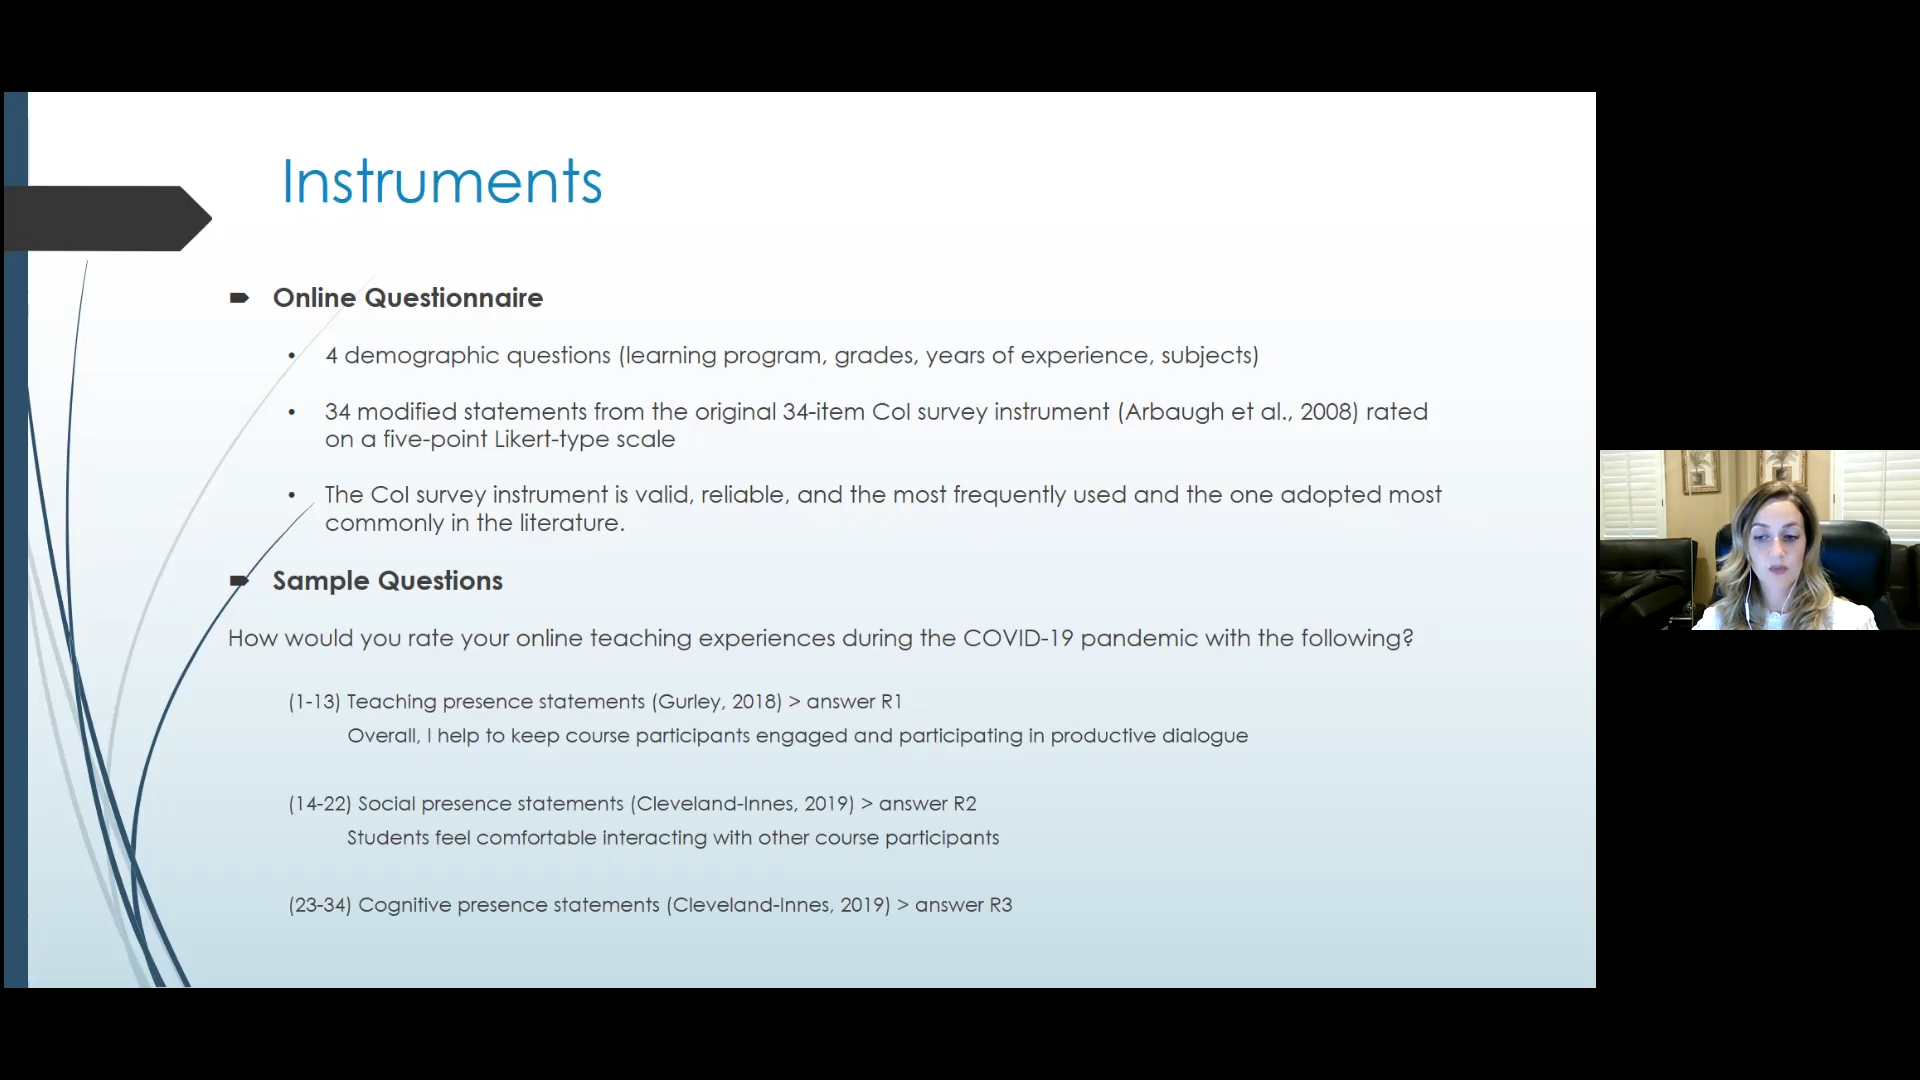 Instruments
Online Questionnaire
• 4 demographic questions (learning program, grades, years of experience, subjects)
• 34 modified statements from the original 34-item CoI survey instrument (Arbaugh et al., 2008) rated
on a five-point Likert-type scale
• The CoI survey instrument is valid, reliable, and the most frequently used and the one adopted most
commonly in the literature.
Sample Questions
How would you rate your online teaching experiences during the COVID-19 pandemic with the following?
(1-13) Teaching presence statements (Gurley, 2018) > answer R1
Overall, I help to keep course participants engaged and participating in productive dialogue
(14-22) Social presence statements (Cleveland-Innes, 2019) > answer R2
Students feel comfortable interacting with other course participants
(23-34) Cognitive presence statements (Cleveland-Innes, 2019) > answer R3